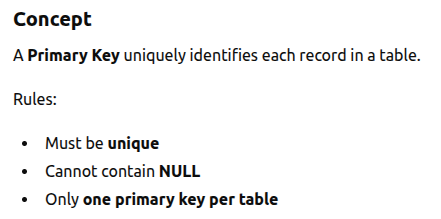 Concept
A Primary Key uniquely identifies each record in a table.
Rules:
• Must be unique
• Cannot contain NULL
• Only one primary key per table